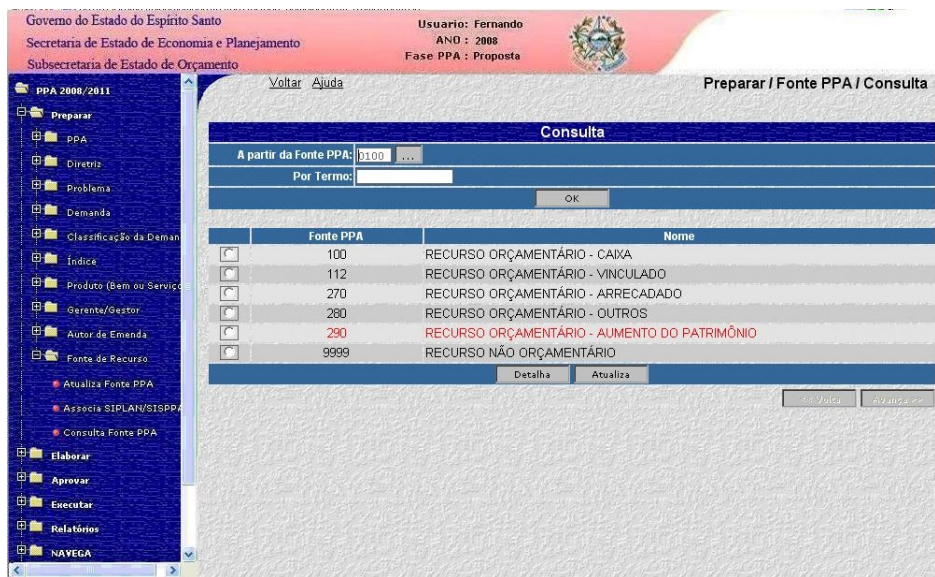 Governo do Estado do Espírito Santo
Secretaria de Estado de Economia e Planejamento
Subsecretaria de Estado de Orçamento
Usuario: Fernando
ANO : 2008
Fase PPA : Proposta
Voltar Ajuda
Preparar / Fonte PPA / Consulta
PPA 2008/2011
Preparar
PPA
Diretriz
Problema
Demanda
Classificação da Deman
Índice
Produto (Bem ou Serviço
Gerente/Gestor
Autor de Emenda
Fonte de Recurso
Atualiza Fonte PPA
Associa SIPLAN/SISPPA
Consulta Fonte PPA
Elaborar
Aprovar
Executar
Relatórios
NAVEGA
Consulta
A partir da Fonte PPA: 0100 ...
Por Termo:
OK
Fonte PPA Nome
100 RECURSO ORÇAMENTÁRIO - CAIXA
112 RECURSO ORÇAMENTÁRIO - VINCULADO
270 RECURSO ORÇAMENTÁRIO - ARRECADADO
280 RECURSO ORÇAMENTÁRIO - OUTROS
290 RECURSO ORÇAMENTÁRIO - AUMENTO DO PATRIMÔNIO
9999 RECURSO NÃO ORÇAMENTÁRIO
Detalha Atualiza
<< Volta Avança >>